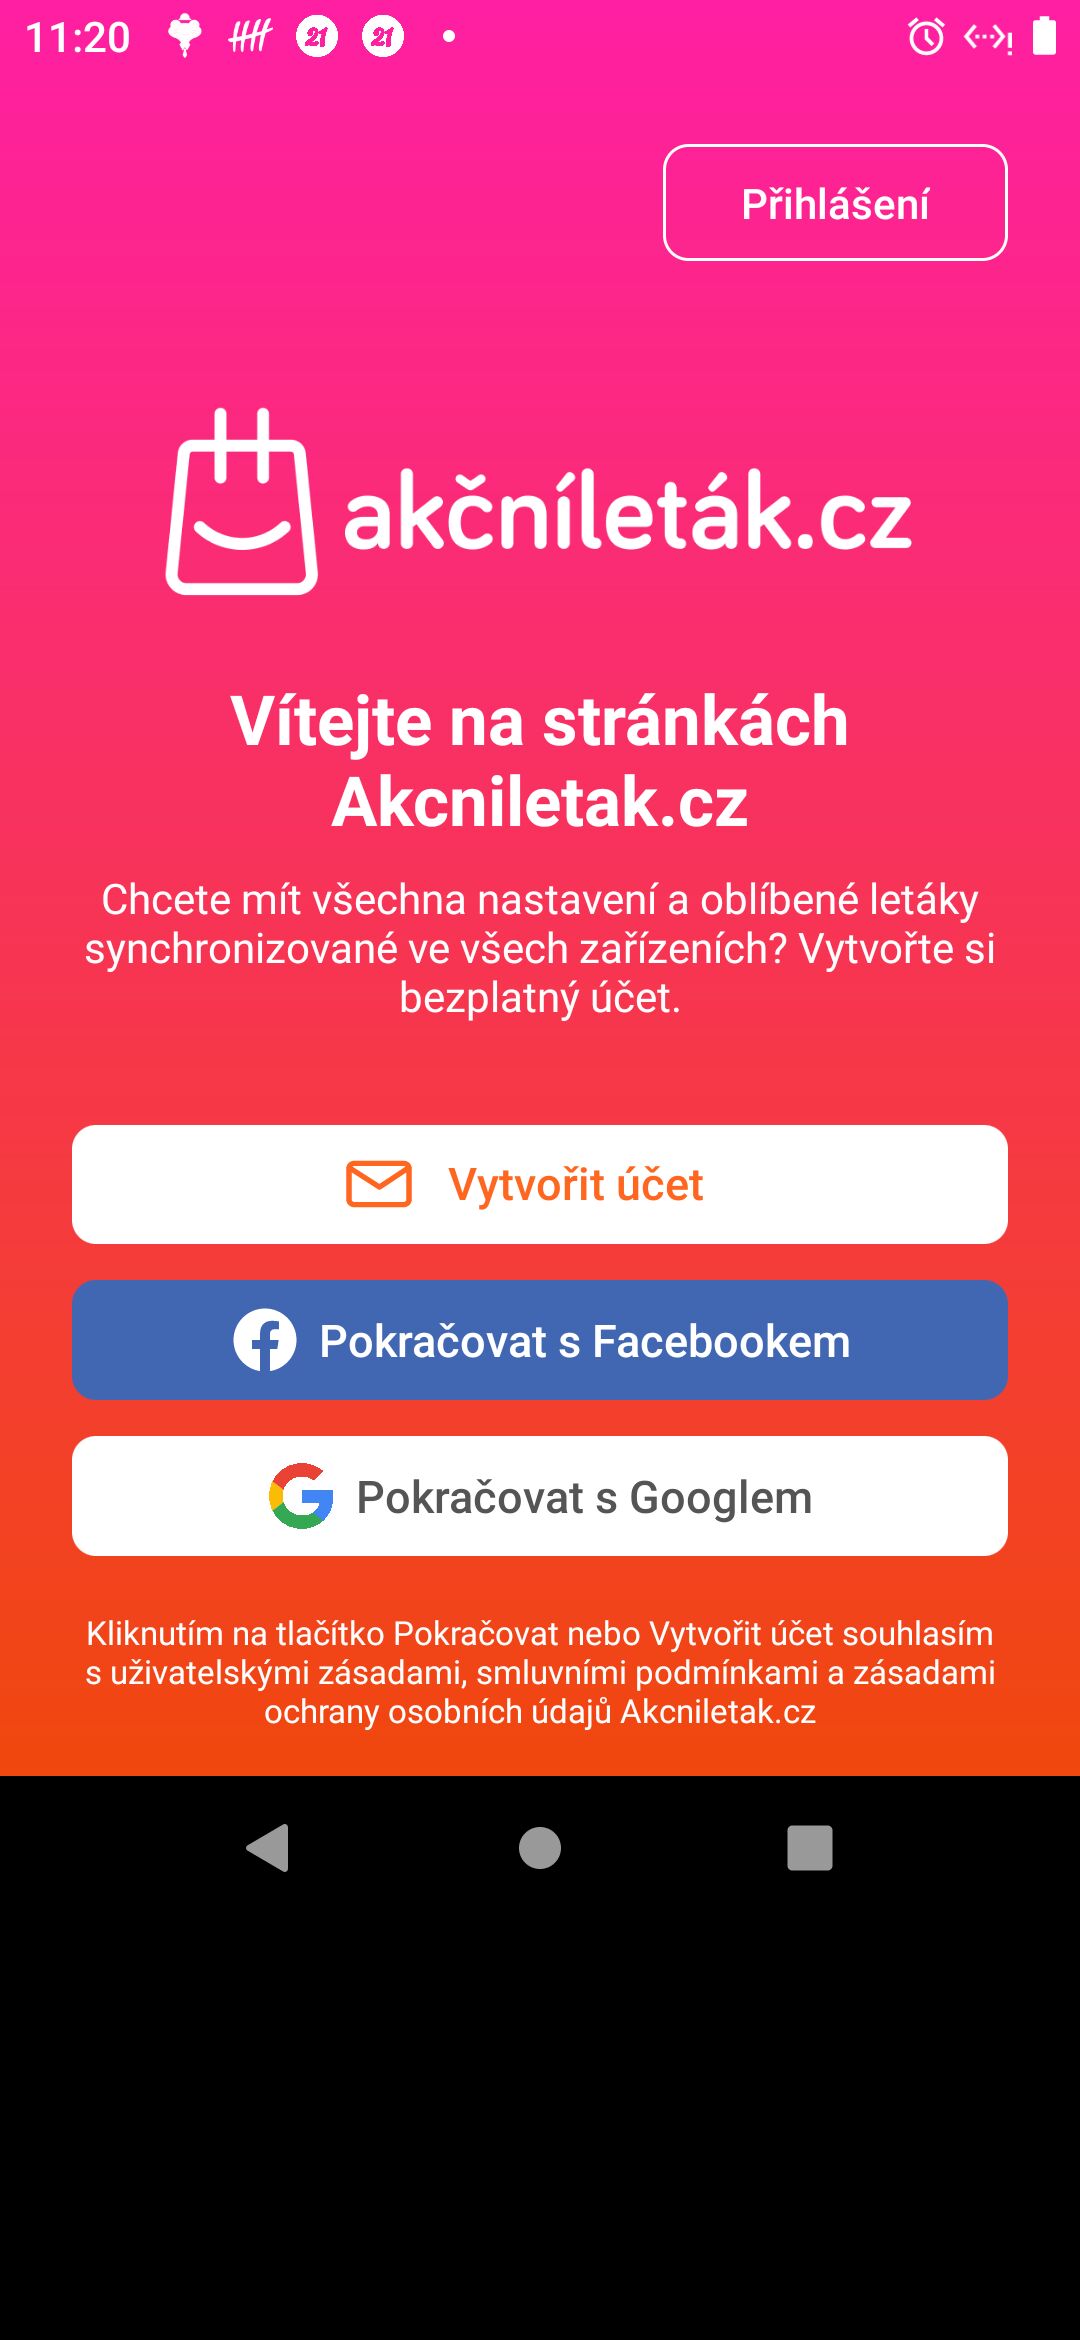 11:20
21
21
Přihlášení
akčníleták.cz
Vítejte na stránkách
Akcniletak.cz
Chcete mít všechna nastavení a oblíbené letáky
synchronizované ve všech zařízeních? Vytvořte si
bezplatný účet.
Vytvořit účet
Pokračovat s Facebookem
Pokračovat s Googlem
Kliknutím na tlačítko Pokračovat nebo Vytvořit účet souhlasím
s uživatelskými zásadami, smluvními podmínkami a zásadami
ochrany osobních údajů Akcniletak.cz